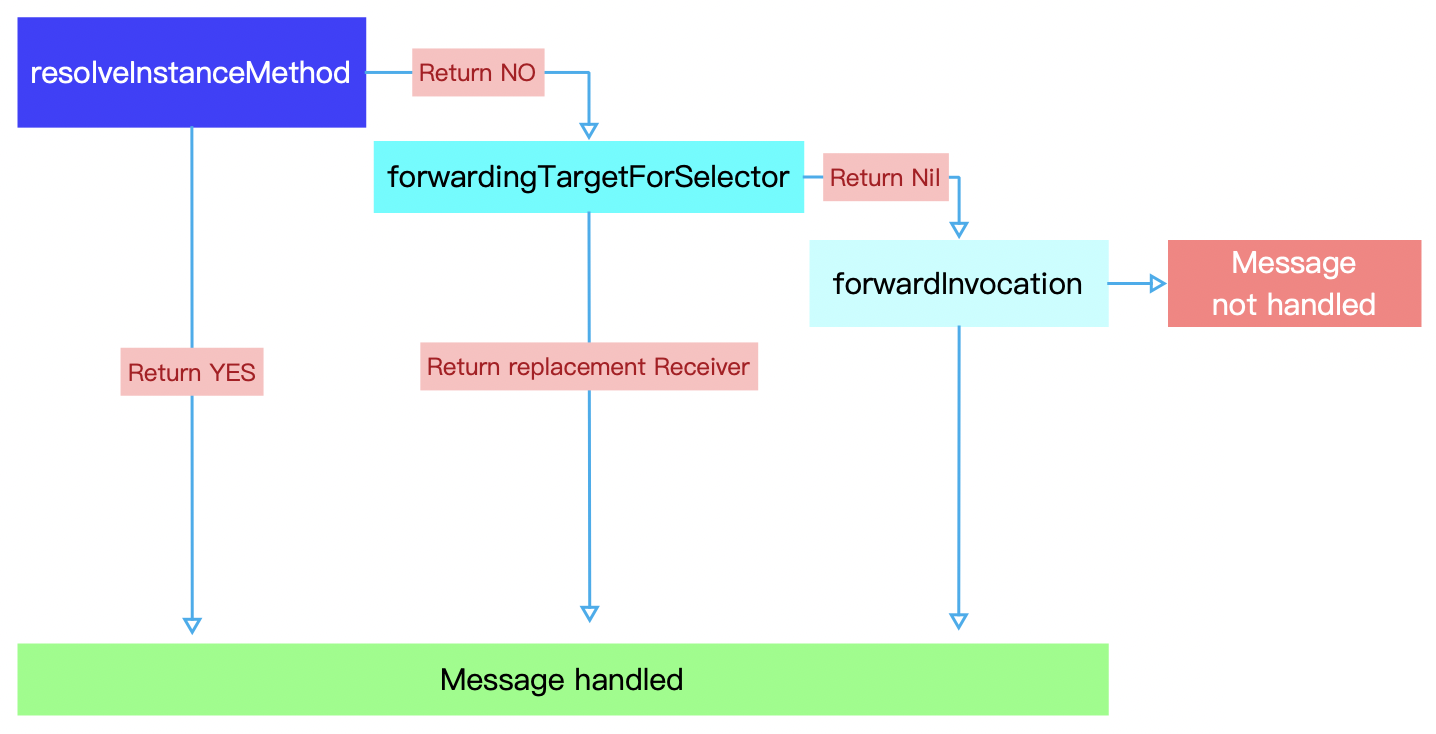 resolveInstanceMethod
Return NO
forwardingTargetForSelector
Return Nil
forwardInvocation
Message
not handled
Return YES
Return replacement Receiver
Message handled